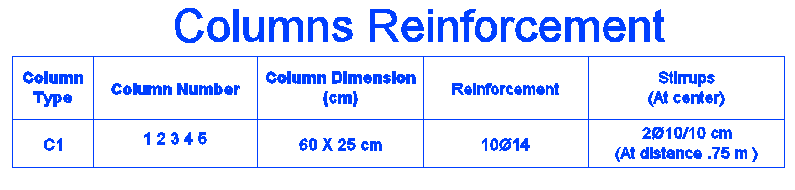 Columns Reinforcement
Column Type
Column Number
Column Dimension (cm)
Reinforcement
Stirrups (At center)
C1
1 2 3 4 5
60 X 25 cm
10Ø14
2Ø10/10 cm
(At distance .75 m )